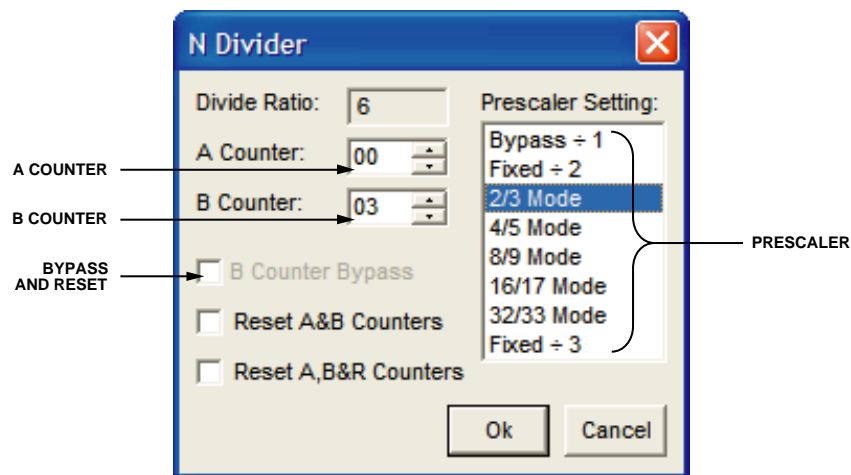 N Divider
Divide Ratio: 6
Prescaler Setting:
A Counter: 00
B Counter: 03
Bypass ÷ 1
Fixed ÷ 2
2/3 Mode
4/5 Mode
8/9 Mode
16/17 Mode
32/33 Mode
Fixed ÷ 3
B Counter Bypass
Reset A&B Counters
Reset A,B&R Counters
Ok
Cancel
A COUNTER
B COUNTER
BYPASS
AND RESET
PRESCALER